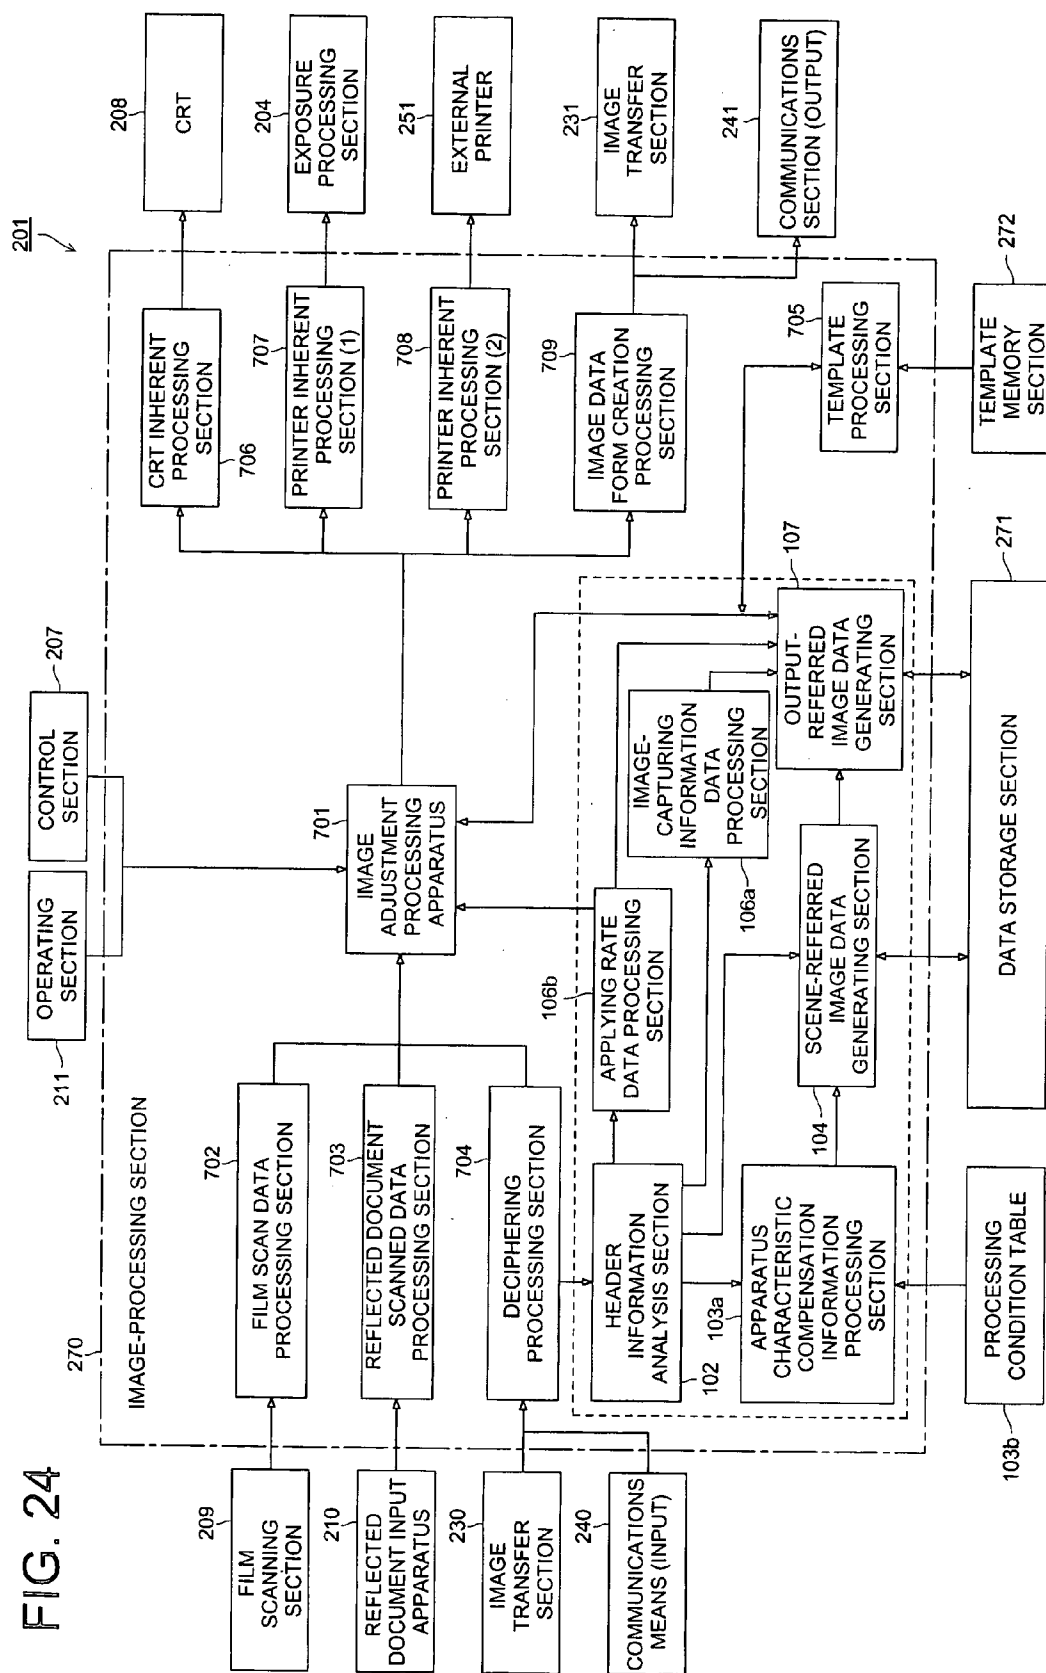 FIG. 24
201
270
IMAGE-PROCESSING SECTION
211
OPERATING
SECTION
207
CONTROL
SECTION
209
FILM
SCANNING
SECTION
210
REFLECTED
DOCUMENT INPUT
APPARATUS
230
IMAGE
TRANSFER
SECTION
240
COMMUNICATIONS
MEANS (INPUT)
702
FILM SCAN DATA
PROCESSING SECTION
703
REFLECTED DOCUMENT
SCANNED DATA
PROCESSING SECTION
704
DECIPHERING
PROCESSING SECTION
701
IMAGE
ADJUSTMENT
PROCESSING
APPARATUS
CRT INHERENT
PROCESSING
SECTION
706
707
PRINTER INHERENT
PROCESSING
SECTION (1)
708
PRINTER INHERENT
PROCESSING
SECTION (2)
709
IMAGE DATA
FORM CREATION
PROCESSING
SECTION
208
CRT
204
EXPOSURE
PROCESSING
SECTION
251
EXTERNAL
PRINTER
231
IMAGE
TRANSFER
SECTION
241
COMMUNICATIONS
SECTION (OUTPUT)
HEADER
INFORMATION
ANALYSIS SECTION
102
106b
APPLYING RATE
DATA PROCESSING
SECTION
IMAGE-
CAPTURING
INFORMATION
DATA
PROCESSING
SECTION
106a
103a
APPARATUS
CHARACTERISTIC
COMPENSATION
INFORMATION
PROCESSING
SECTION
104
SCENE-REFERRED
IMAGE DATA
GENERATING SECTION
107
OUTPUT-
REFERRED
IMAGE DATA
GENERATING
SECTION
705
TEMPLATE
PROCESSING
SECTION
PROCESSING
CONDITION TABLE
103b
271
DATA STORAGE SECTION
272
TEMPLATE
MEMORY
SECTION